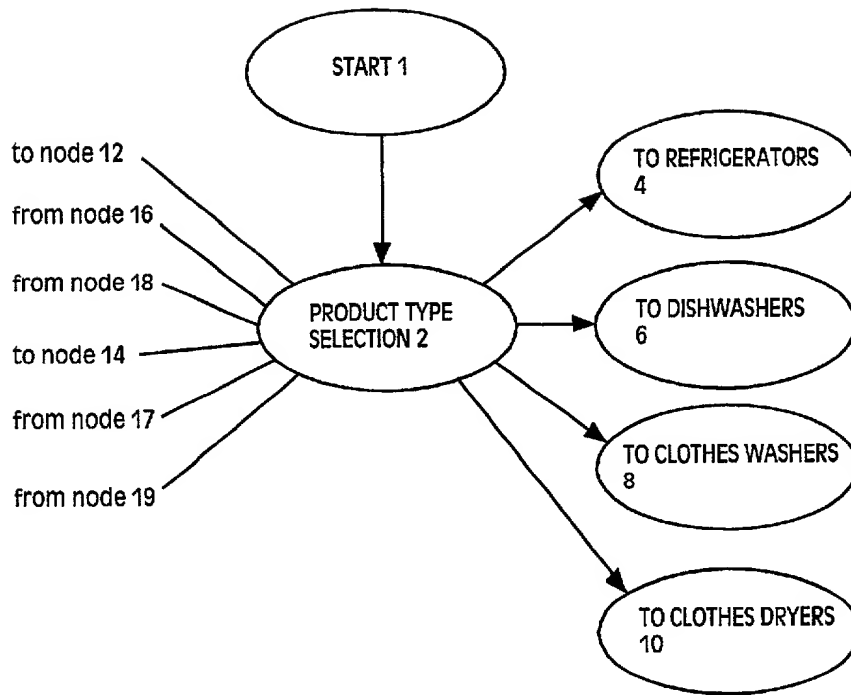 START 1
to node 12
from node 16
from node 18
to node 14
from node 17
from node 19
PRODUCT TYPE
SELECTION 2
TO REFRIGERATORS
4
TO DISHWASHERS
6
TO CLOTHES WASHERS
8
TO CLOTHES DRYERS
10